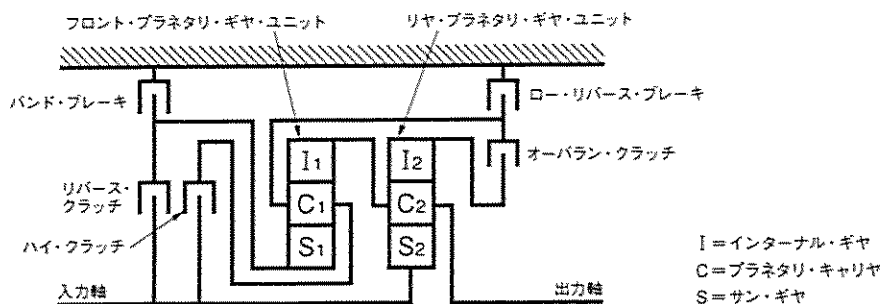 フロント・プラネタリ・ギヤ・ユニット
リヤ・プラネタリ・ギヤ・ユニット
バンド・ブレーキ
ロー・リバース・ブレーキ
オーバラン・クラッチ
リバース・
クラッチ
ハイ・クラッチ
I1
C1
S1
I2
C2
S2
入力軸
出力軸
I=インターナル・ギヤ
C=プラネタリ・キャリヤ
S=サン・ギヤ